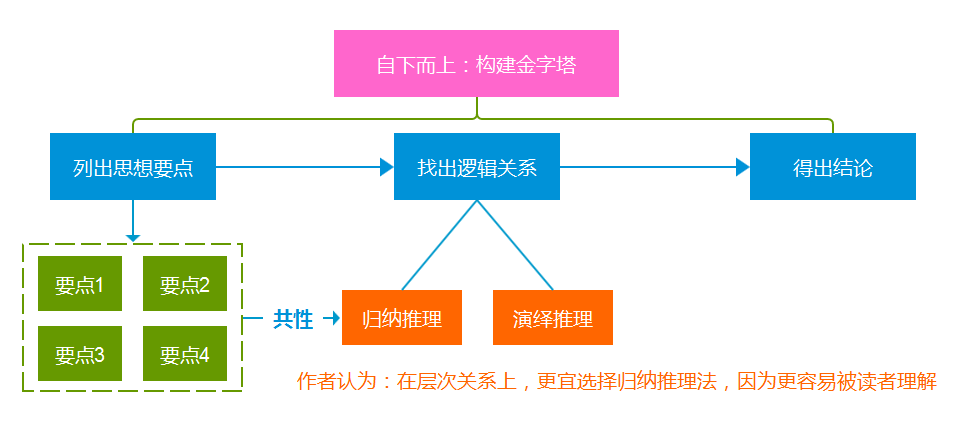 自下而上：构建金字塔
列出思想要点
找出逻辑关系
得出结论
要点1
要点2
要点3
要点4
共性
归纳推理
演绎推理
作者认为：在层次关系上，更宜选择归纳推理法，因为更容易被读者理解